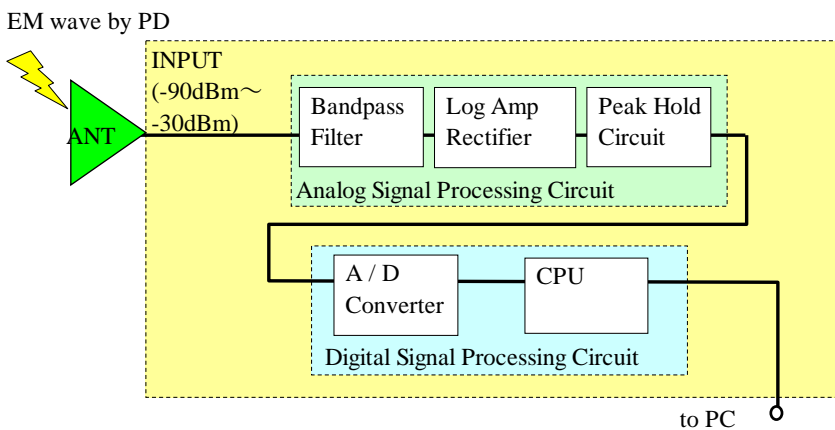 EM wave by PD
INPUT
(-90dBm～
-30dBm)
ANT
Bandpass
Filter
Log Amp
Rectifier
Peak Hold
Circuit
Analog Signal Processing Circuit
A / D
Converter
CPU
Digital Signal Processing Circuit
to PC